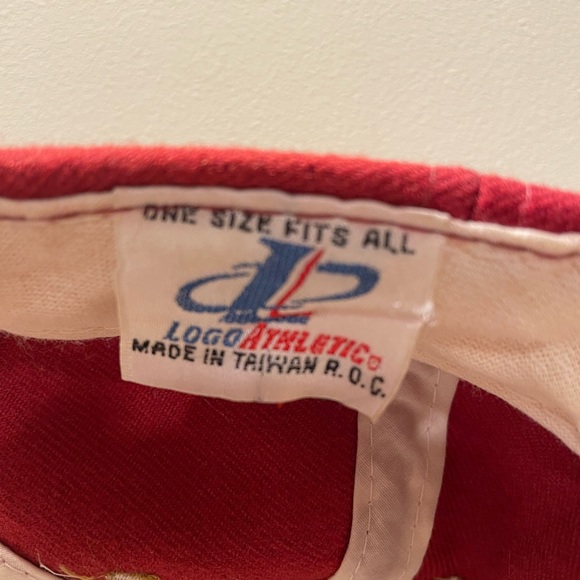 ONE SIZE FITS ALL
LOGO ATHLETIC
MADE IN TAIWAN R.O.C.